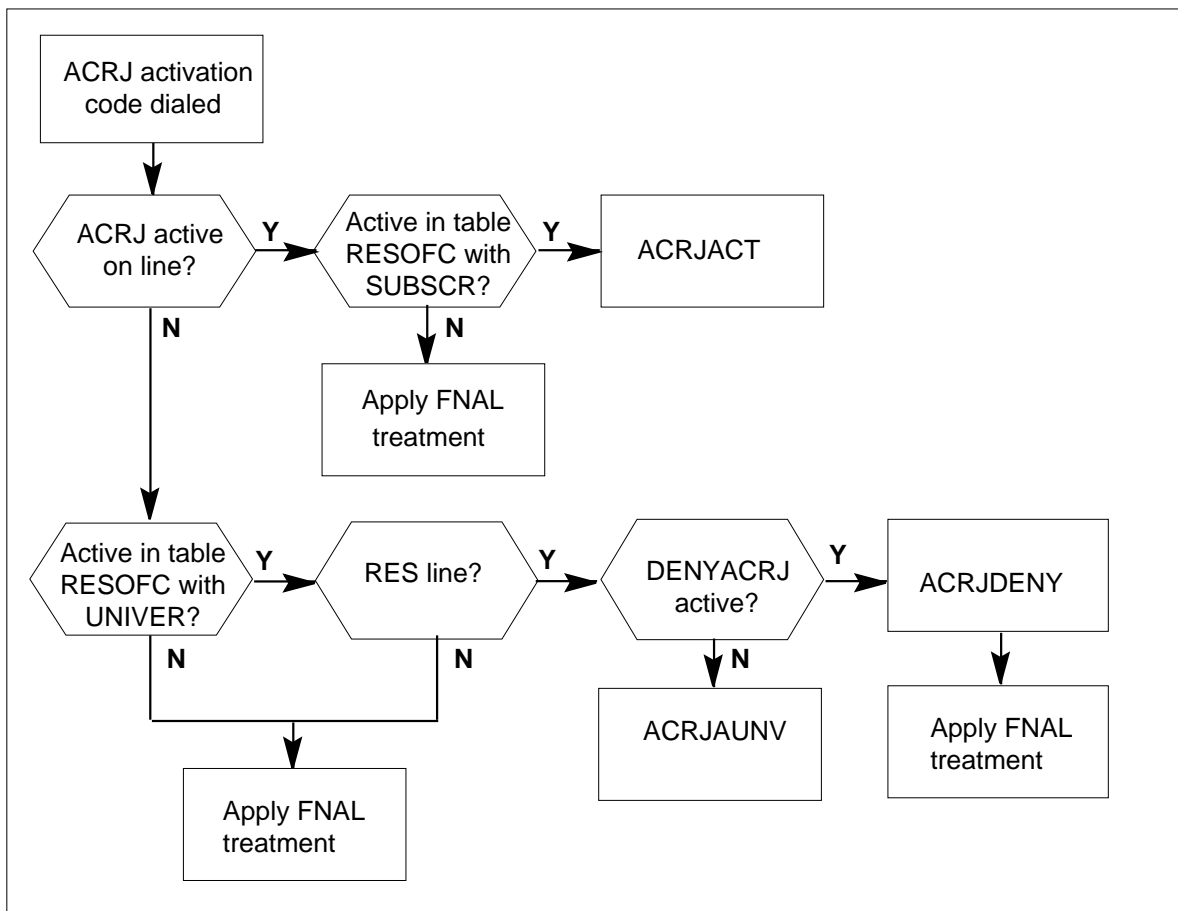 ACRJ activation
code dialed
ACRJ active
on line?
Y
Active in table
RESOFC with
SUBSCR?
Y
ACRJACT
N
N
Apply FNAL
treatment
Active in table
RESOFC with
UNIVER?
Y
RES line?
Y
DENYACRJ
active?
Y
ACRJDENY
N
N
N
ACRJAUNV
Apply FNAL
treatment
Apply FNAL
treatment